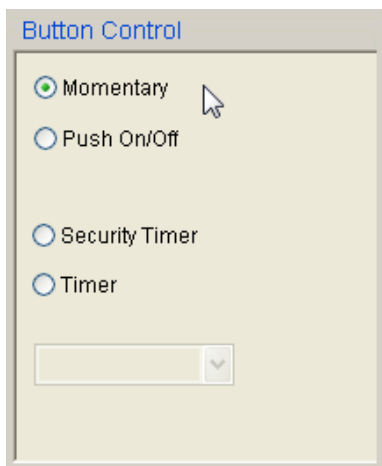 Button Control
Momentary
Push On/Off
Security Timer
Timer